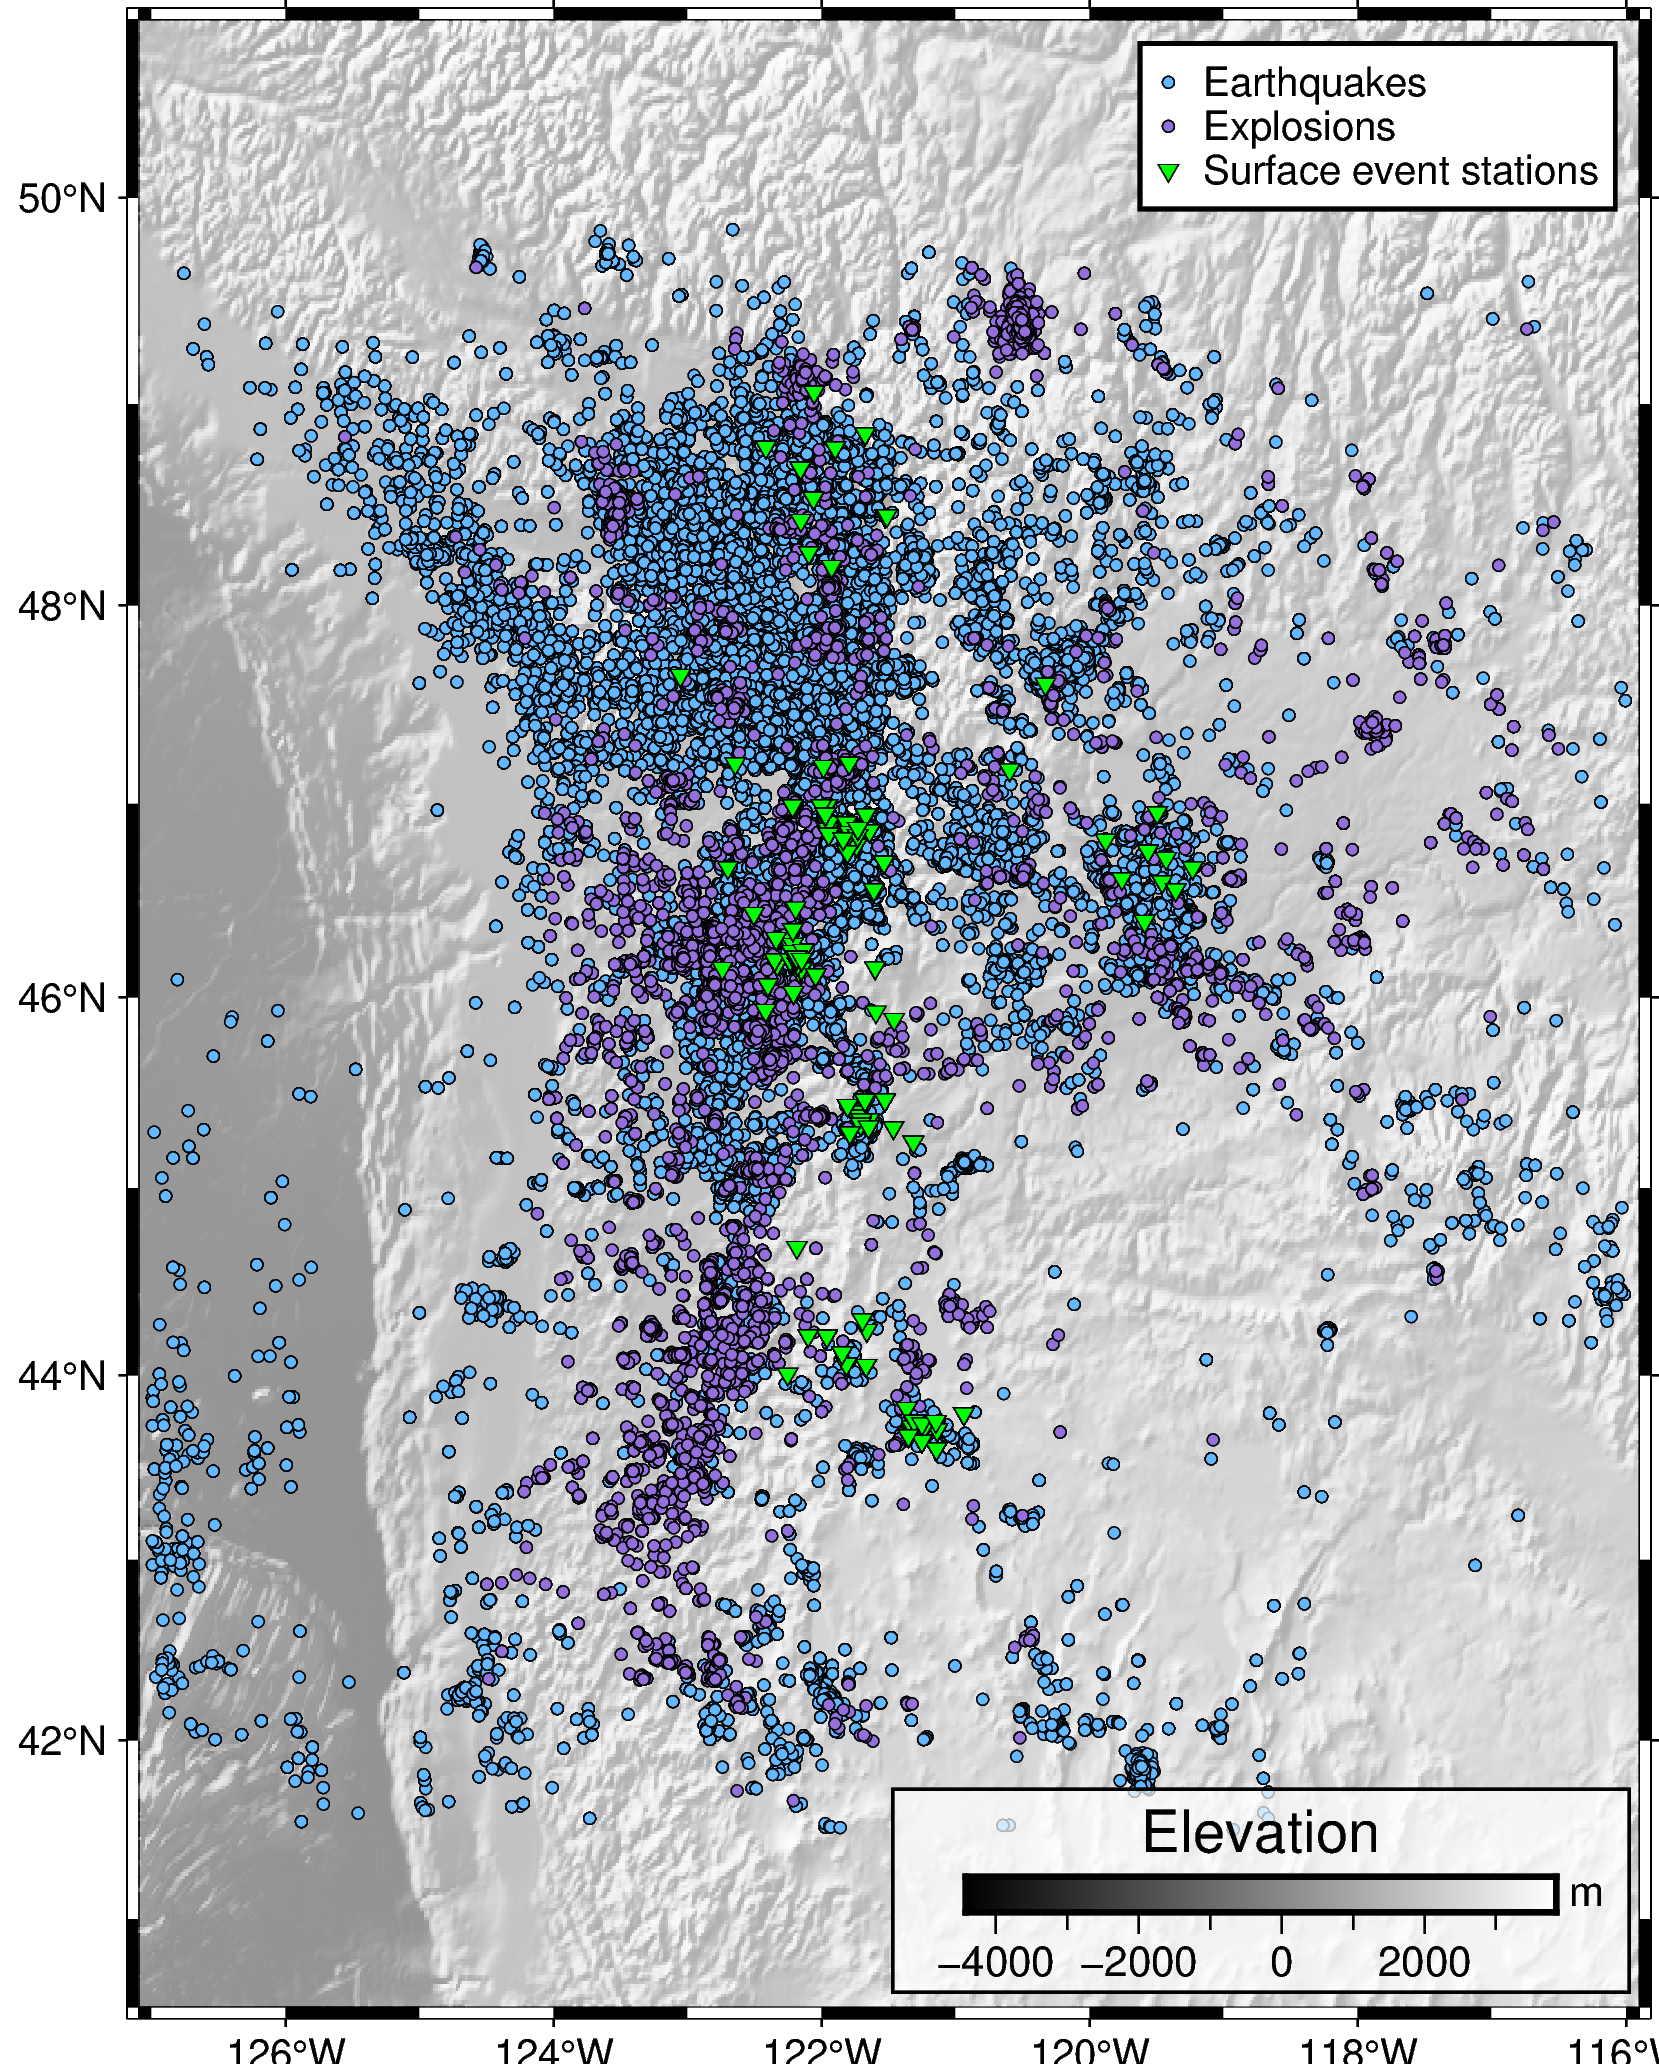 Earthquakes
Explosions
Surface event stations
50°N
48°N
46°N
44°N
42°N
Elevation
m
−4000 −2000 0 2000
126°W 124°W 122°W 120°W 118°W 116°W